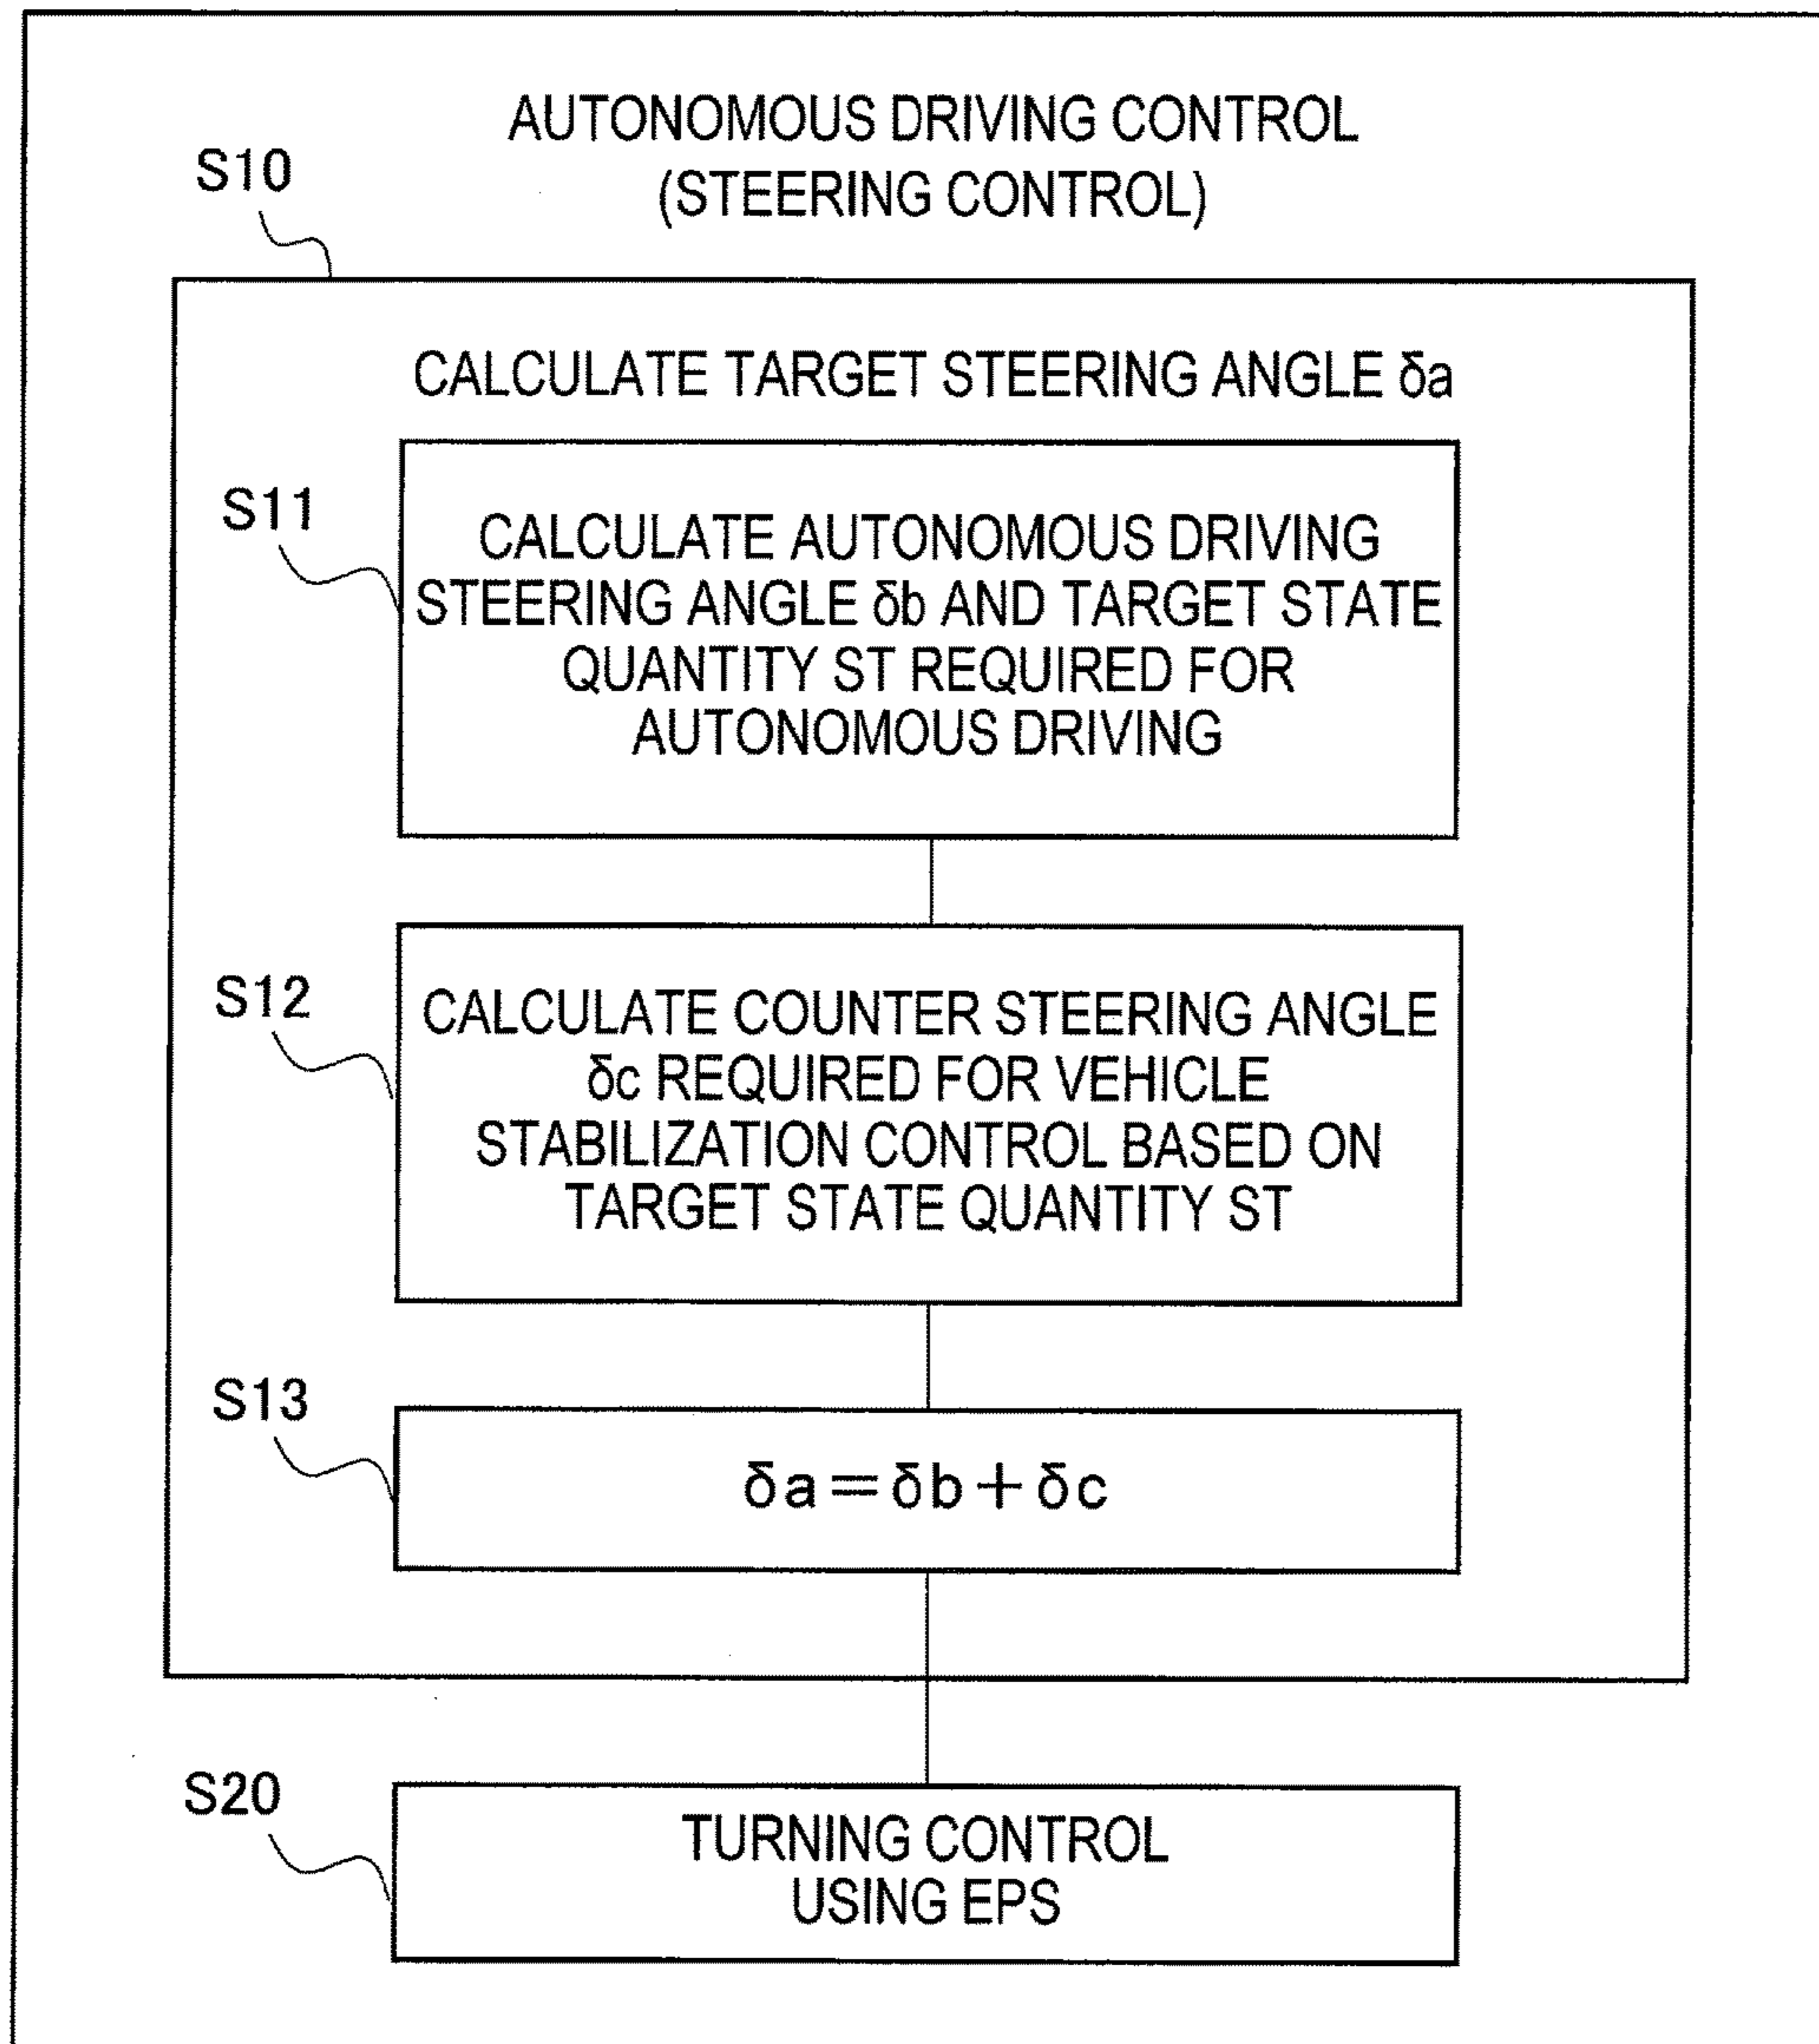 AUTONOMOUS DRIVING CONTROL
(STEERING CONTROL)
S10
CALCULATE TARGET STEERING ANGLE δa
S11
CALCULATE AUTONOMOUS DRIVING
STEERING ANGLE δb AND TARGET STATE
QUANTITY ST REQUIRED FOR
AUTONOMOUS DRIVING
S12
CALCULATE COUNTER STEERING ANGLE
δc REQUIRED FOR VEHICLE
STABILIZATION CONTROL BASED ON
TARGET STATE QUANTITY ST
S13
δa=δb+δc
S20
TURNING CONTROL
USING EPS